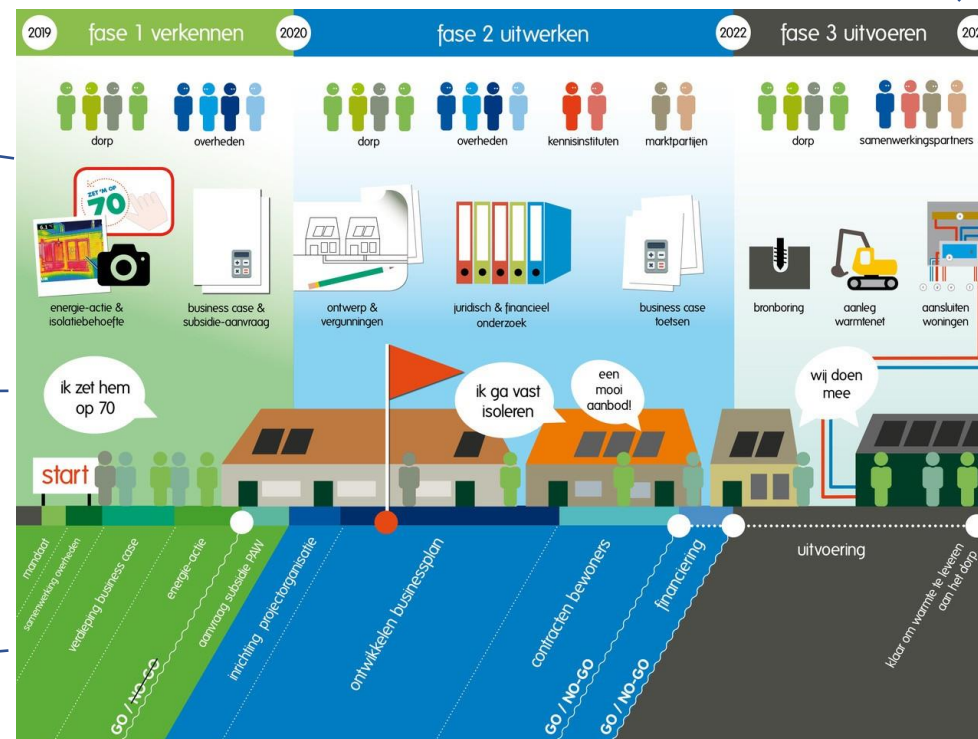 2019
fase 1 verkennen
2020
fase 2 uitwerken
2022
fase 3 uitvoeren
dorp
overheden
dorp
overheden
kennisinstituten
marktpartijen
dorp
samenwerkingspartners
ZET 'M OP
70
energie-actie &
isolatiebehoefte
business case &
subsidie-aanvraag
ontwerp &
vergunningen
juridisch & financieel
onderzoek
business case
toetsen
bronboring
aanleg
warmtenet
aansluiten
woningen
ik zet hem
op 70
ik ga vast
isoleren
een
mooi
aanbod!
wij doen
mee
start
mandaat
samenwerking overheden
verdieping business case
energie-actie
GO / NO-GO
aanvraag subsidie PAW
inrichting projectorganisatie
ontwikkelen businessplan
contracten bewoners
GO / NO-GO
financiering
GO / NO-GO
uitvoering
klaar om warmte te leveren
aan het dorp